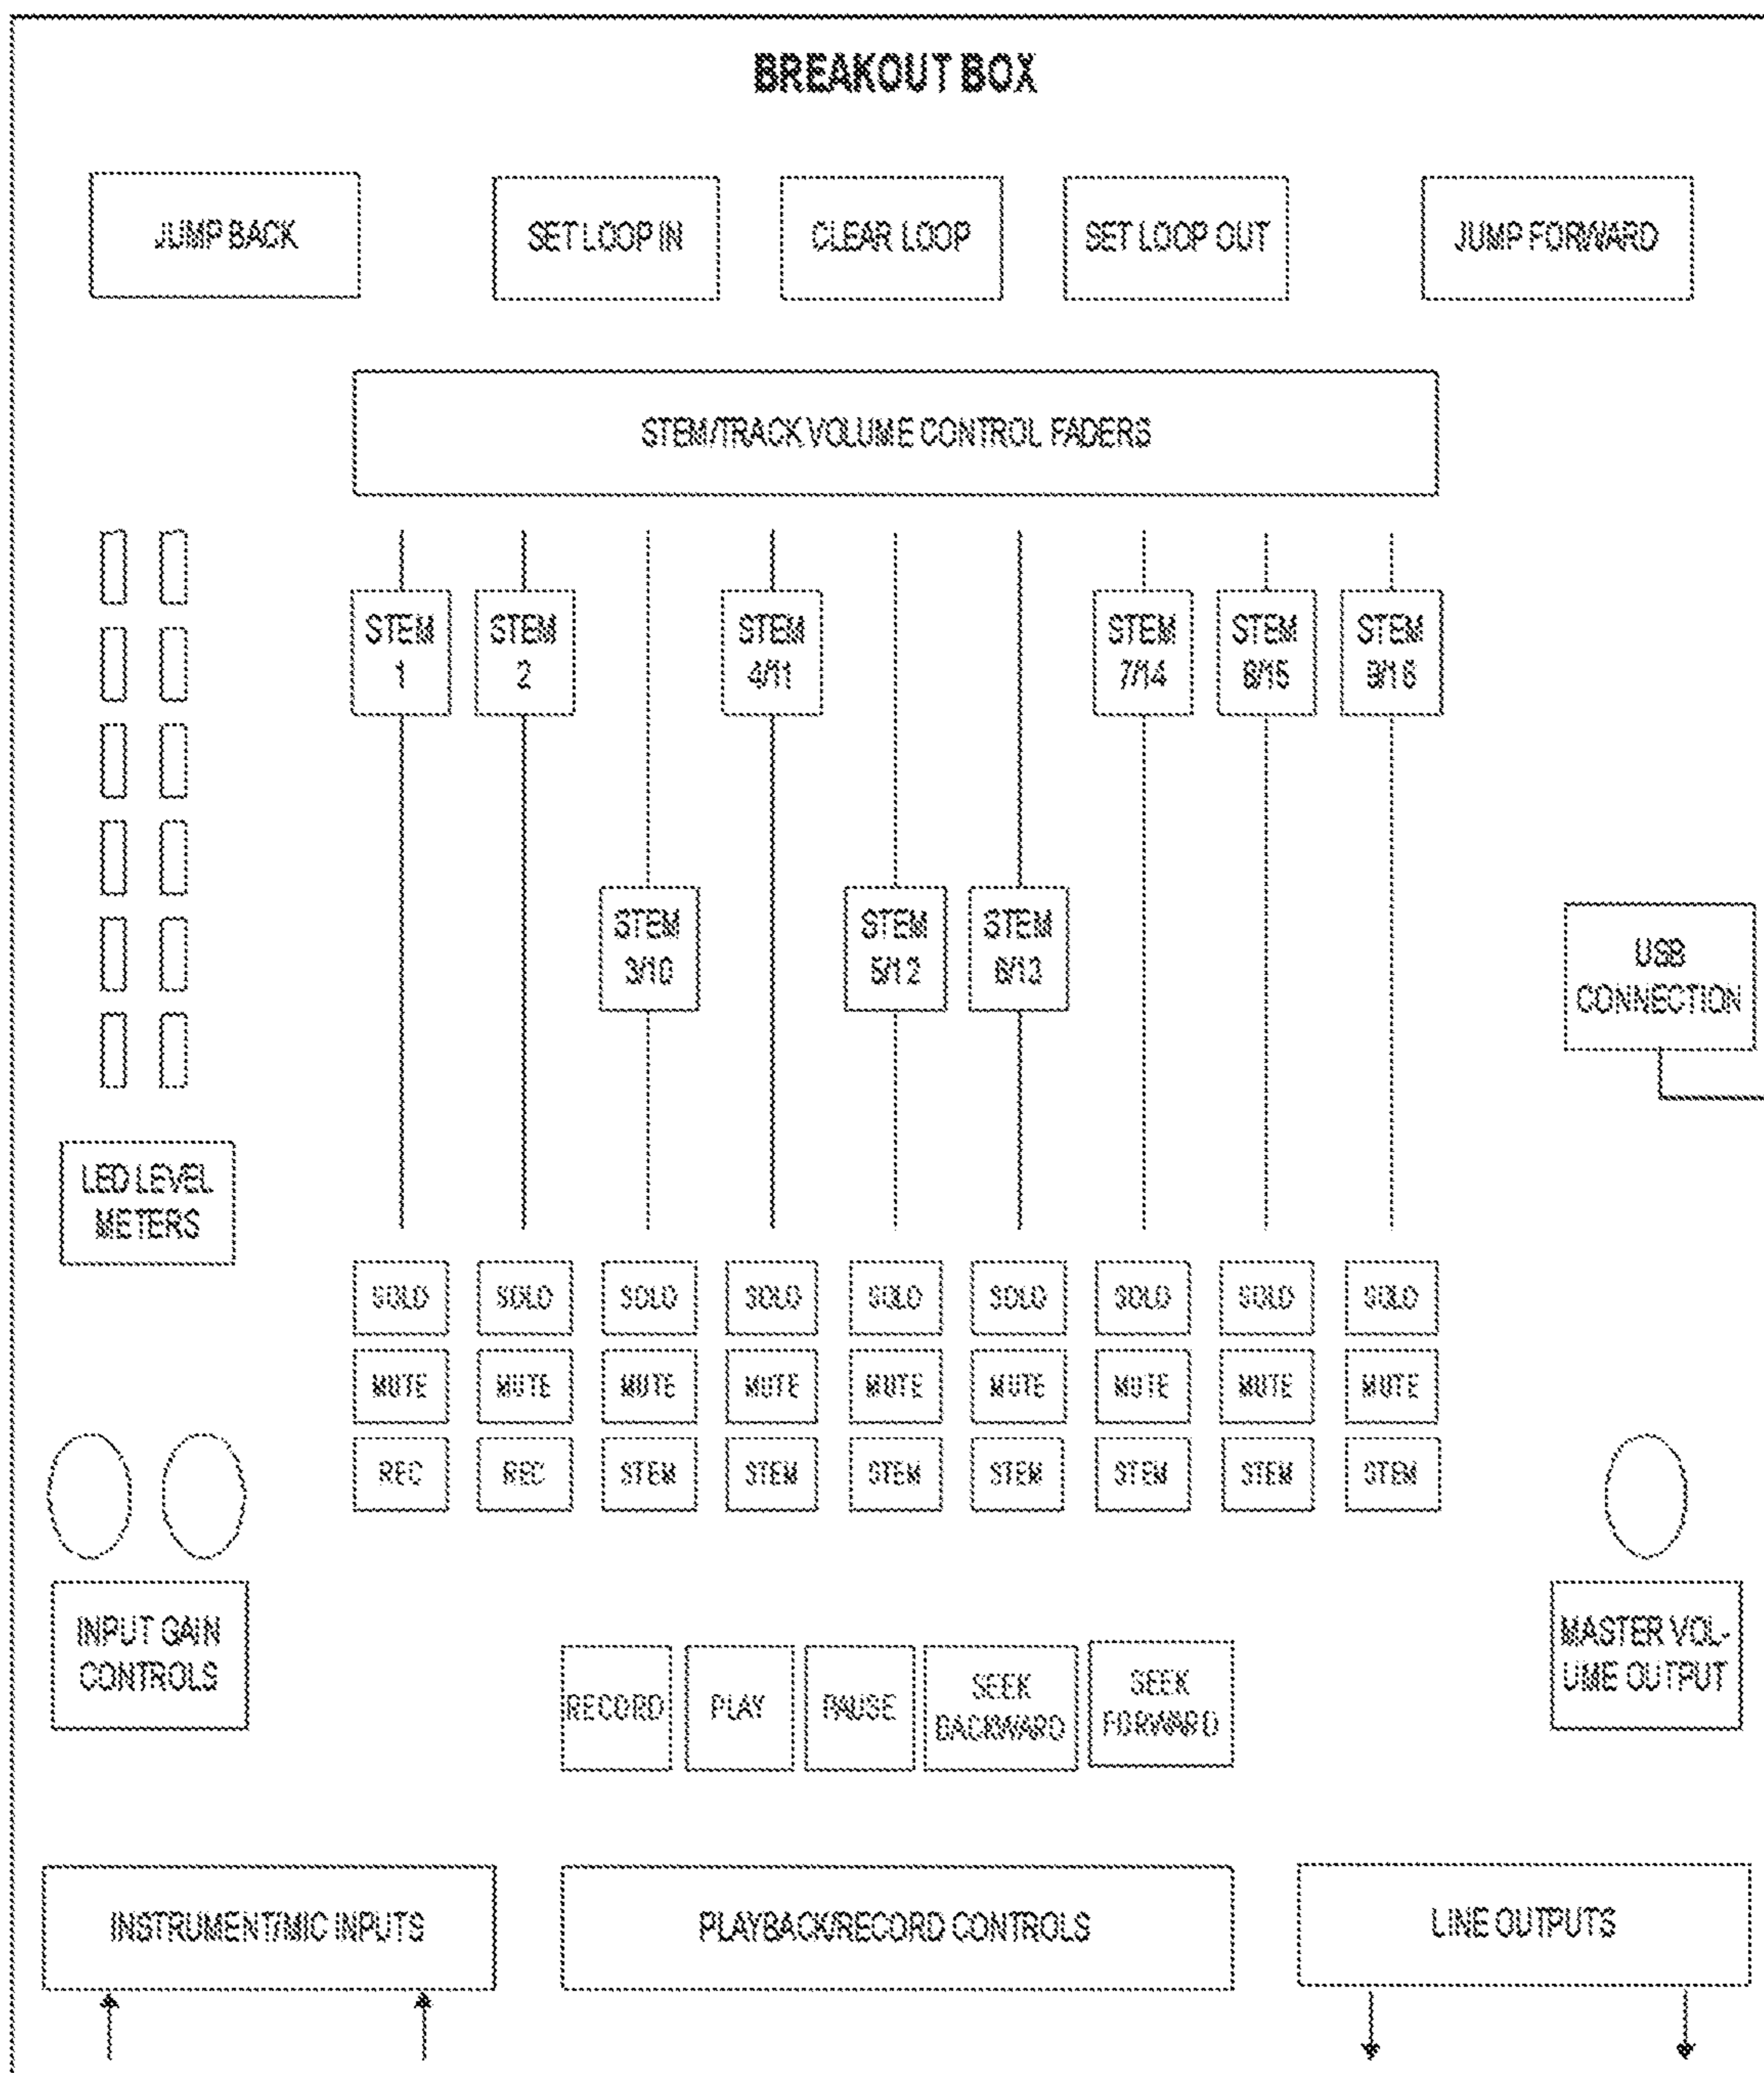 BREAKOUT BOX
JUMP BACK
SET LOOP IN
CLEAR LOOP
SET LOOP OUT
JUMP FORWARD
STEM/TRACK VOLUME CONTROL FADERS
STEM
1
STEM
2
STEM
4/11
STEM
7/14
STEM
8/15
STEM
9/16
STEM
3/10
STEM
5/12
STEM
6/13
USB
CONNECTION
LED LEVEL
METERS
SOLO SOLO SOLO SOLO SOLO SOLO SOLO SOLO SOLO
MUTE MUTE MUTE MUTE MUTE MUTE MUTE MUTE MUTE
REC REC STEM STEM STEM STEM STEM STEM STEM
INPUT GAIN
CONTROLS
RECORD
PLAY
PAUSE
SEEK
BACKWARD
SEEK
FORWARD
MASTER VOL-
UME OUTPUT
INSTRUMENT/MIC INPUTS
PLAYBACK/RECORD CONTROLS
LINE OUTPUTS